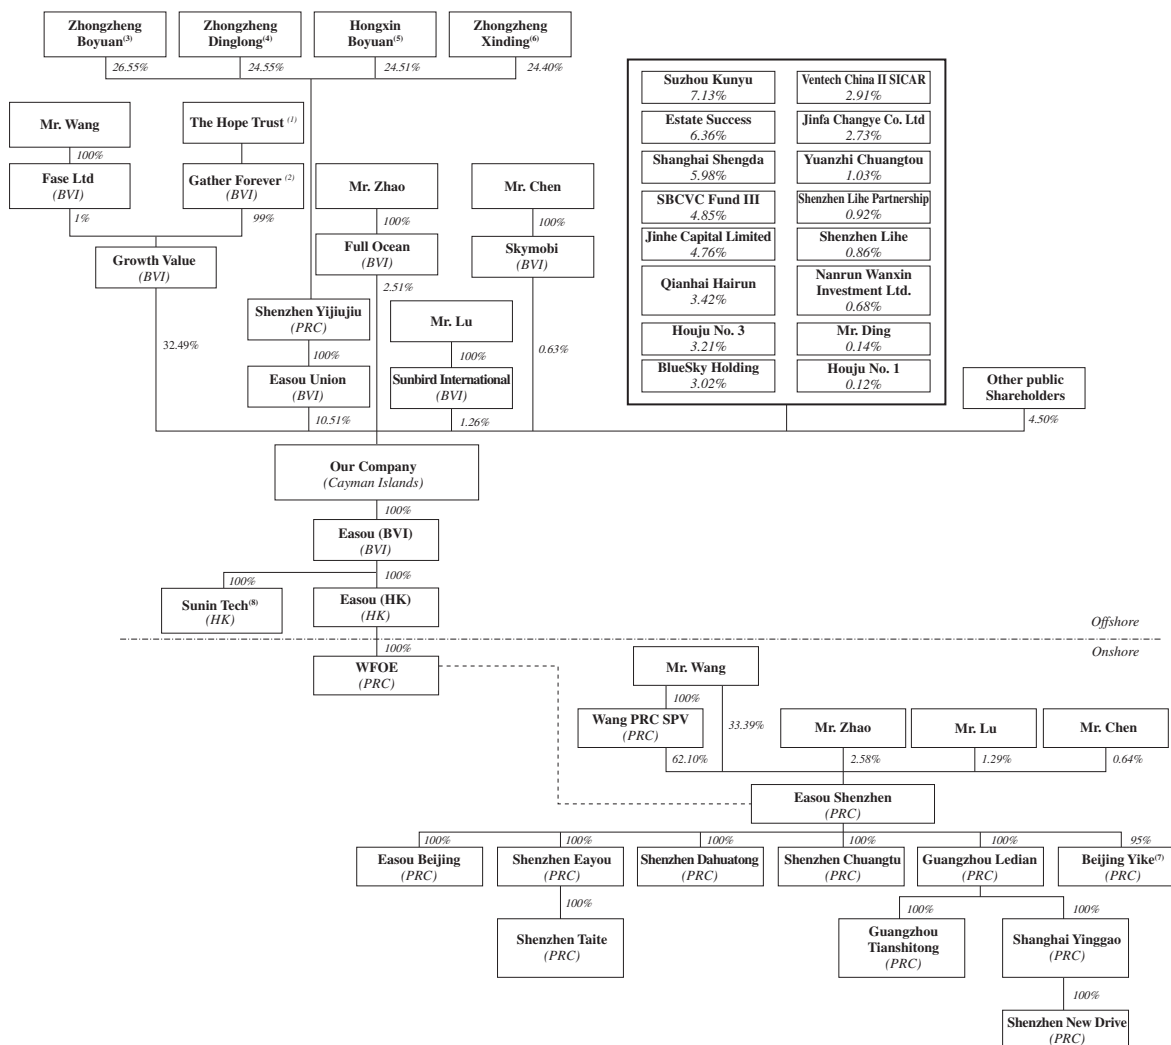 Zhongzheng
Boyuan(3)
Zhongzheng
Dinglong(4)
Hongxin
Boyuan(5)
Zhongzheng
Xinding(6)
26.55%
24.55%
24.51%
24.40%
Mr. Wang
The Hope Trust (1)
100%
Fase Ltd
(BVI)
Gather Forever (2)
(BVI)
1%
99%
Growth Value
(BVI)
32.49%
Mr. Zhao
100%
Full Ocean
(BVI)
2.51%
Mr. Chen
100%
Skymobi
(BVI)
0.63%
Shenzhen Yijiujiu
(PRC)
100%
Easou Union
(BVI)
10.51%
Mr. Lu
100%
Sunbird International
(BVI)
1.26%
Suzhou Kunyu
7.13%
Ventech China II SICAR
2.91%
Estate Success
6.36%
Jinfa Changye Co. Ltd
2.73%
Shanghai Shengda
5.98%
Yuanzhi Chuangtou
1.03%
SBCVC Fund III
4.85%
Shenzhen Lihe Partnership
0.92%
Jinhe Capital Limited
4.76%
Shenzhen Lihe
0.86%
Qianhai Hairun
3.42%
Nanrun Wanxin
Investment Ltd.
0.68%
Houju No. 3
3.21%
Mr. Ding
0.14%
BlueSky Holding
3.02%
Houju No. 1
0.12%
Other public
Shareholders
4.50%
Our Company
(Cayman Islands)
100%
Easou (BVI)
(BVI)
100%
100%
Sunin Tech(8)
(HK)
Easou (HK)
(HK)
Offshore
Onshore
100%
WFOE
(PRC)
Mr. Wang
100%
33.39%
Wang PRC SPV
(PRC)
Mr. Zhao
Mr. Lu
Mr. Chen
62.10%
2.58%
1.29%
0.64%
Easou Shenzhen
(PRC)
100%
100%
100%
100%
100%
95%
Easou Beijing
(PRC)
Shenzhen Eayou
(PRC)
Shenzhen Dahuatong
(PRC)
Shenzhen Chuangtu
(PRC)
Guangzhou Ledian
(PRC)
Beijing Yike(7)
(PRC)
100%
100%
100%
Shenzhen Taite
(PRC)
Guangzhou
Tianshitong
(PRC)
Shanghai Yinggao
(PRC)
100%
Shenzhen New Drive
(PRC)